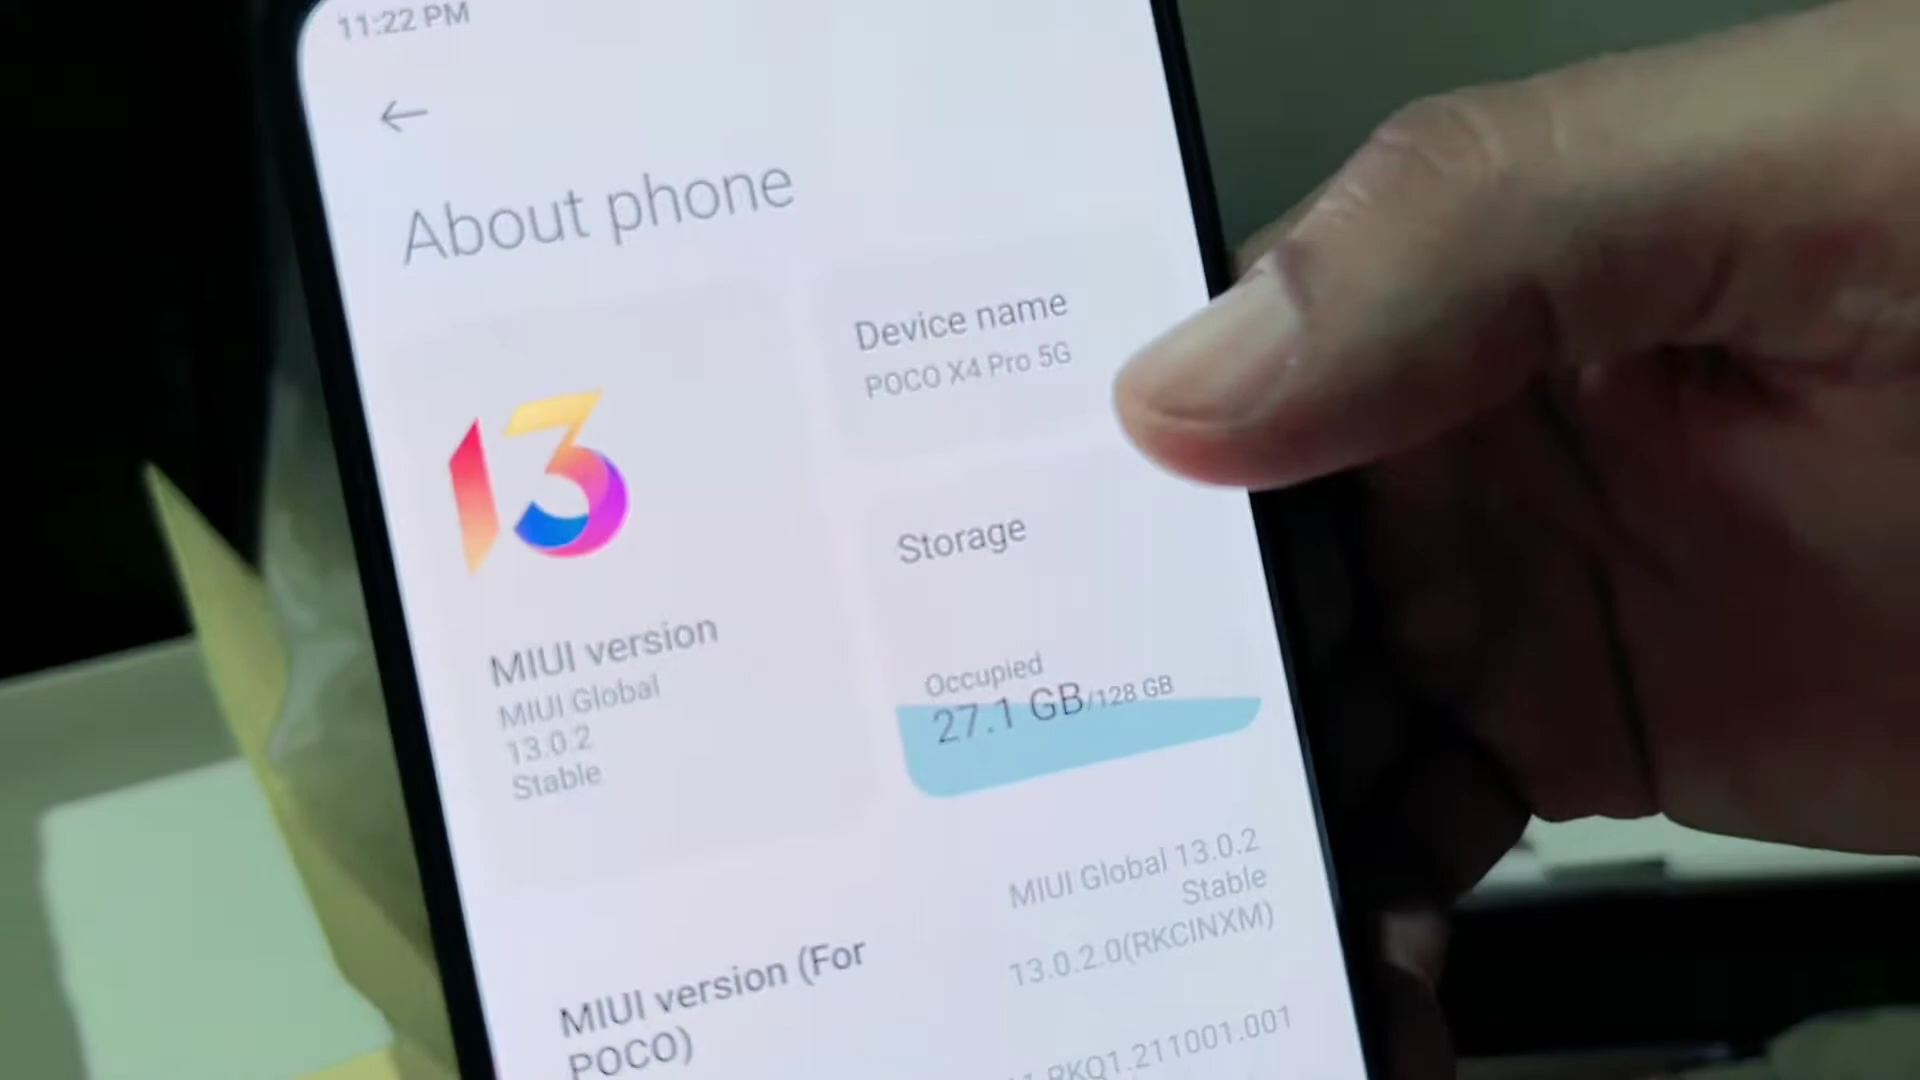 11:22 PM
About phone
Device name
POCO X4 Pro 5G
13
Storage
MIUI version
MIUI Global
13.0.2
Stable
Occupied
27.1 GB/128 GB
MIUI version (For
POCO)
MIUI Global 13.0.2
Stable
13.0.2.0(RKCINXM)
RKQ1.211001.001